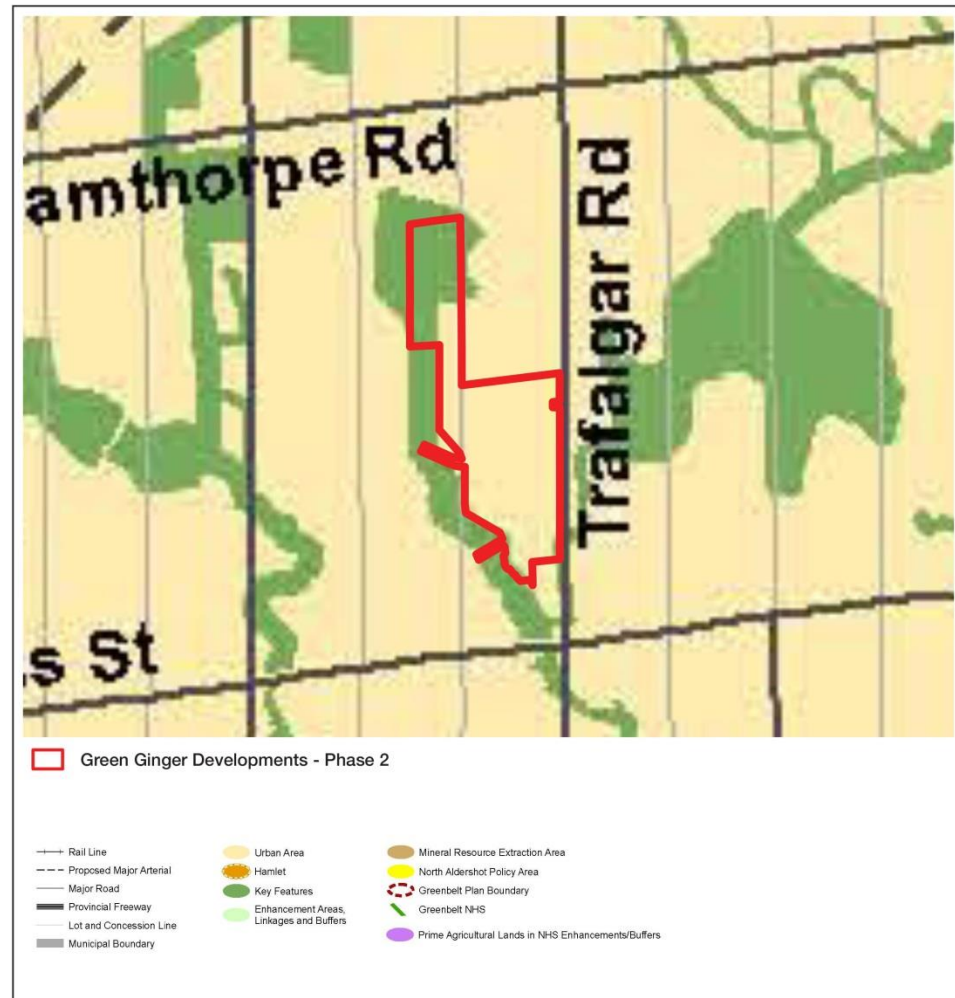 amthorpe Rd
Trafalgar Rd
s St
Green Ginger Developments - Phase 2
Rail Line
Proposed Major Arterial
Major Road
Provincial Freeway
Lot and Concession Line
Municipal Boundary
Urban Area
Hamlet
Key Features
Enhancement Areas,
Linkages and Buffers
Mineral Resource Extraction Area
North Aldershot Policy Area
Greenbelt Plan Boundary
Greenbelt NHS
Prime Agricultural Lands in NHS Enhancements/Buffers